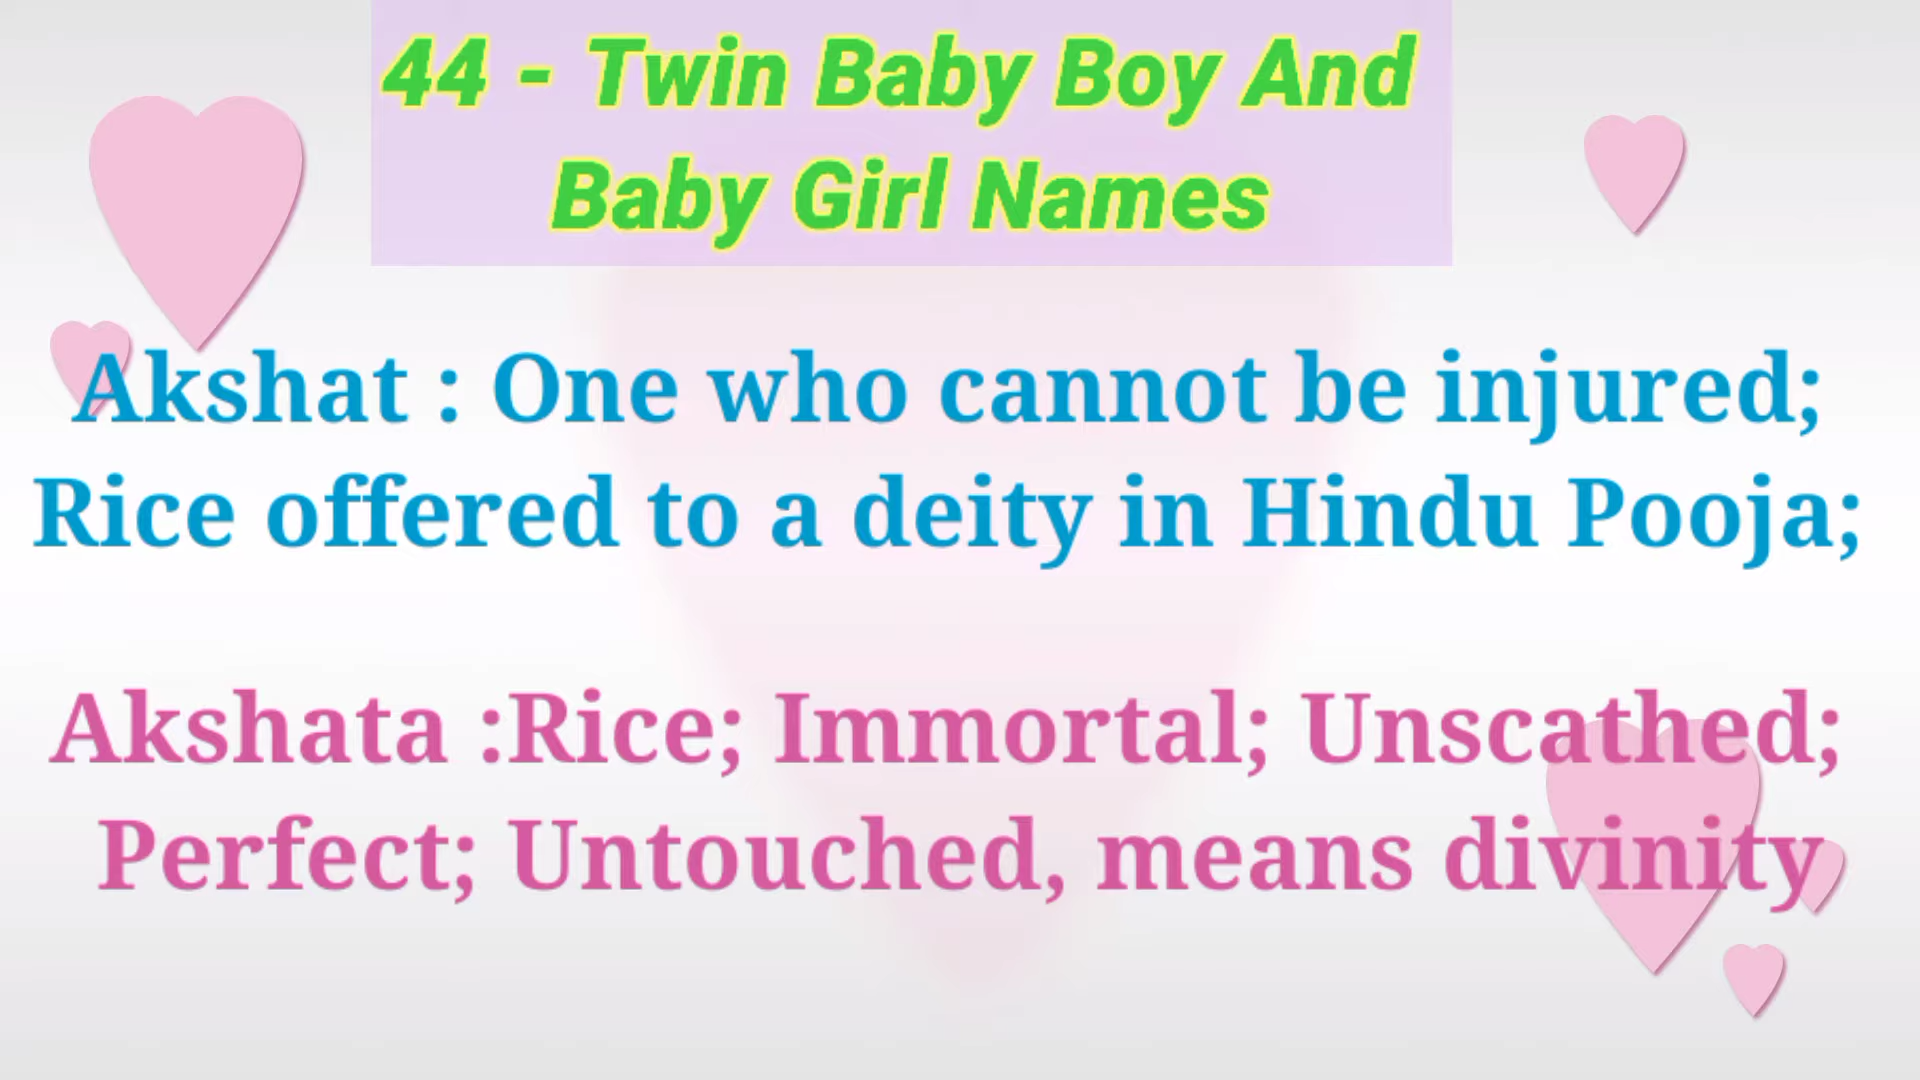 44 - Twin Baby Boy And
Baby Girl Names
Akshat : One who cannot be injured;
Rice offered to a deity in Hindu Pooja;
Akshata :Rice; Immortal; Unscathed;
Perfect; Untouched, means divinity